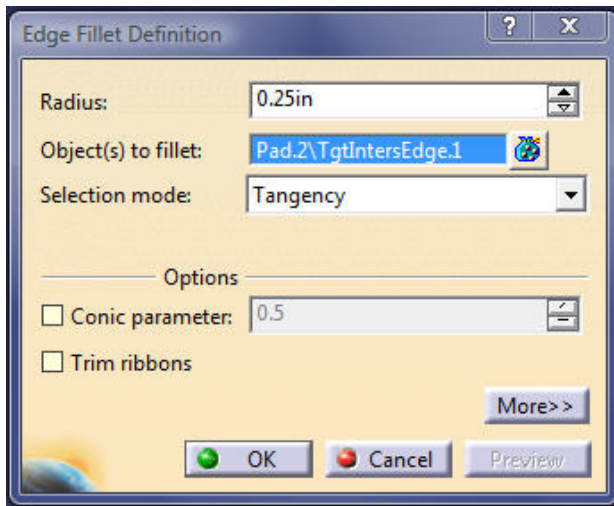 Edge Fillet Definition
Radius: 0.25in
Object(s) to fillet: Pad.2\TgtIntersEdge.1
Selection mode: Tangency
Options
Conic parameter: 0.5
Trim ribbons
More>>
OK Cancel Preview